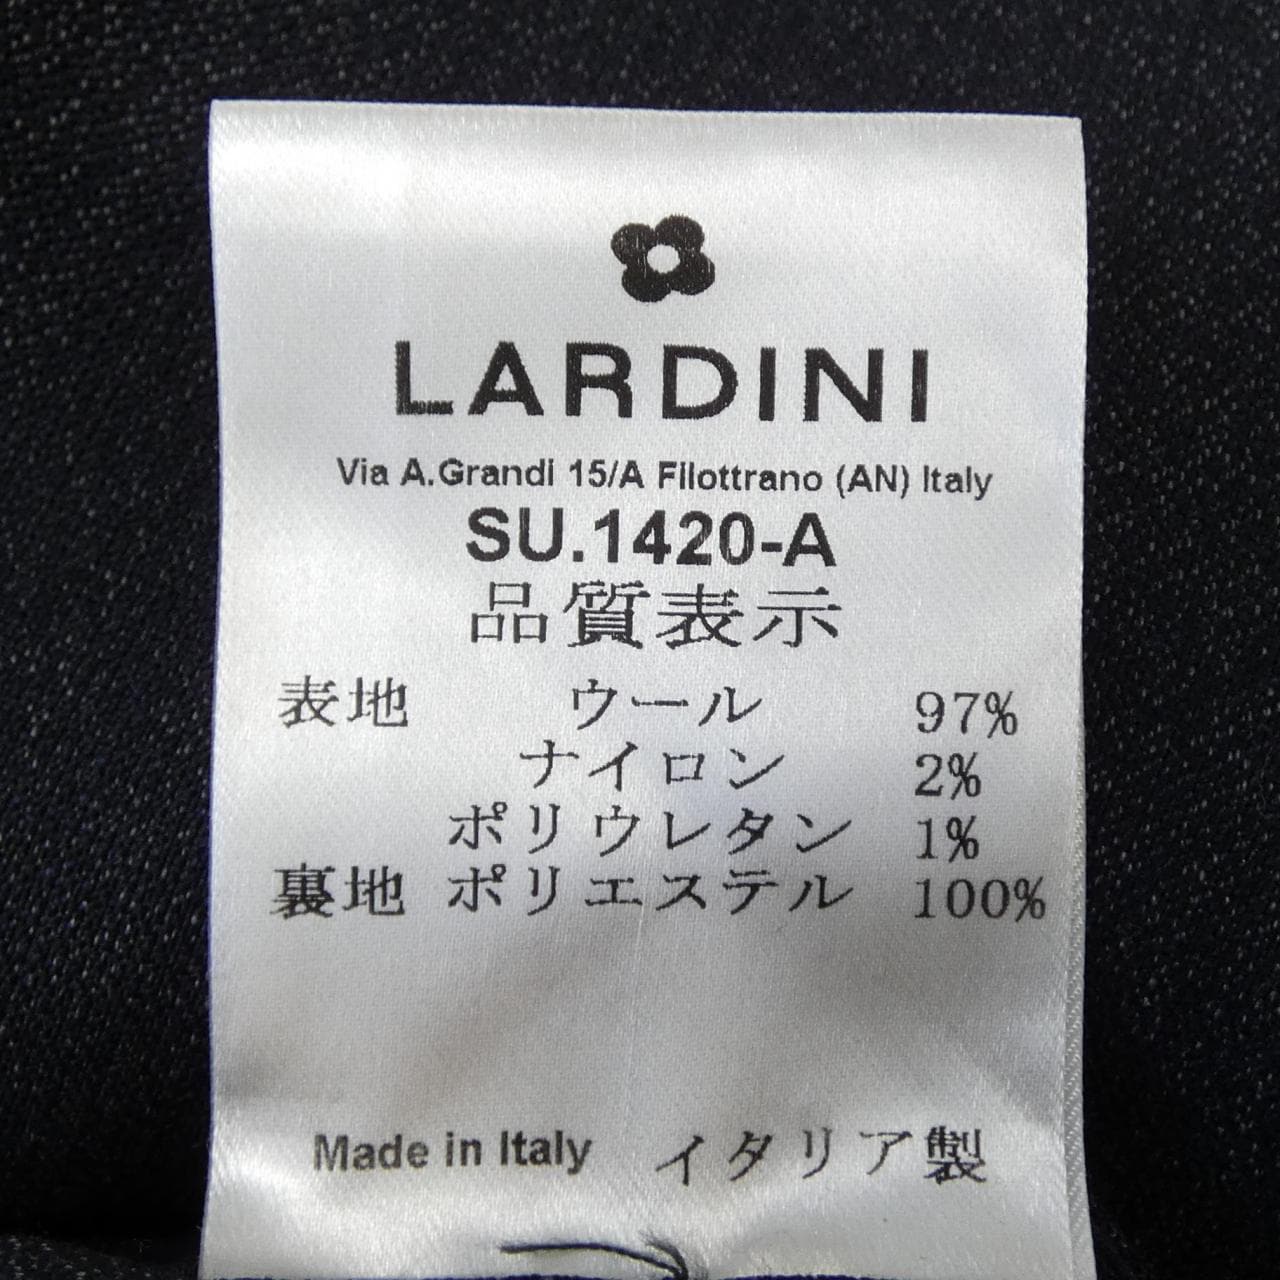 LARDINI
Via A.Grandi 15/A Filottrano (AN) Italy
SU.1420-A
品質表示
表地 ウール 97%
ナイロン 2%
ポリウレタン 1%
裏地 ポリエステル 100%
Made in Italy イタリア製